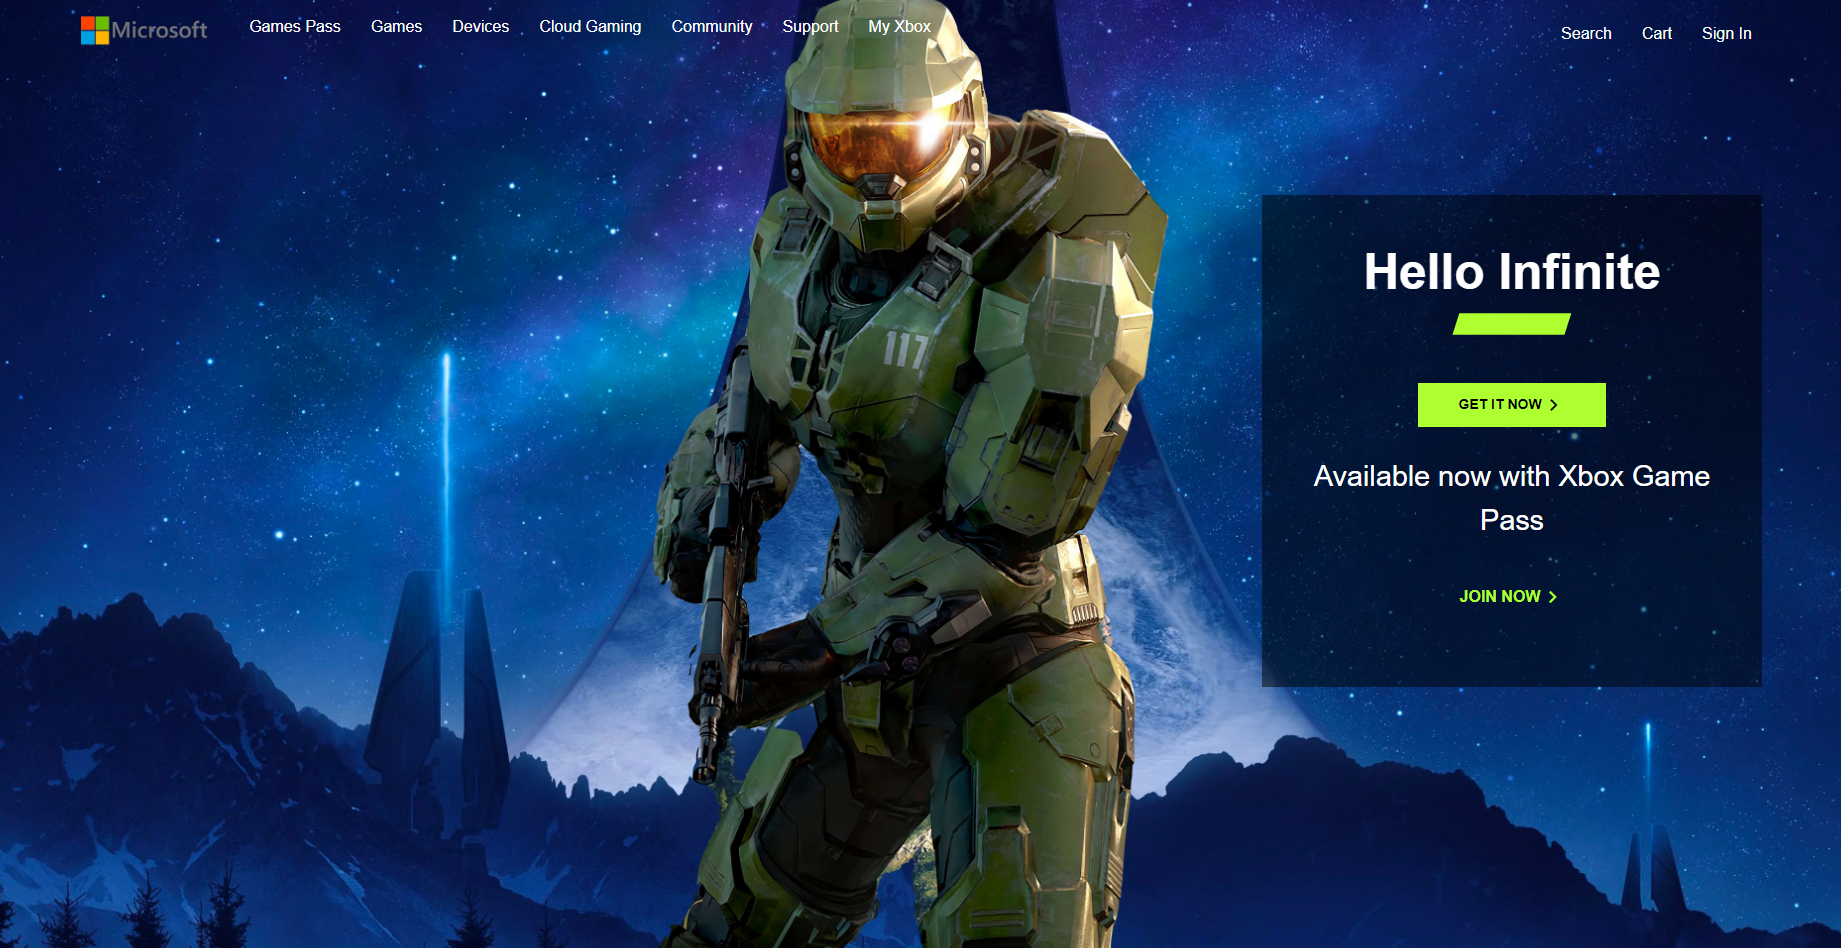 Microsoft
Games Pass
Games
Devices
Cloud Gaming
Community
Support
My Xbox
Search
Cart
Sign In
117
Hello Infinite
GET IT NOW
Available now with Xbox Game
Pass
JOIN NOW